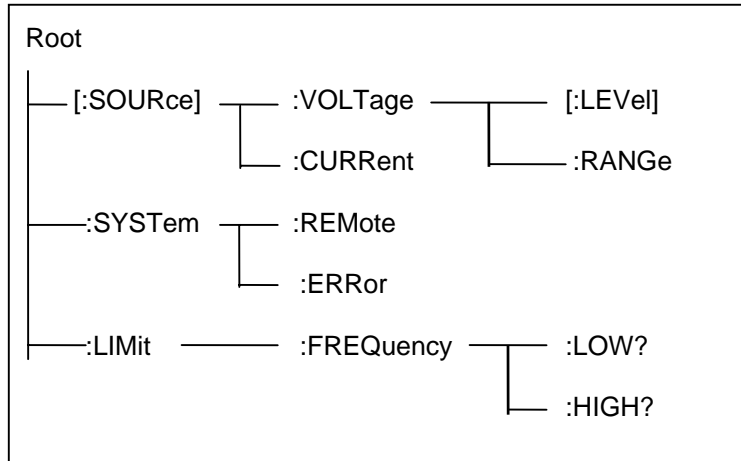 Root
[:SOURce] :VOLTage [:LEVel]
:CURRent :RANGe
:SYSTem :REMote
:ERRor
:LIMit :FREQuency :LOW?
:HIGH?